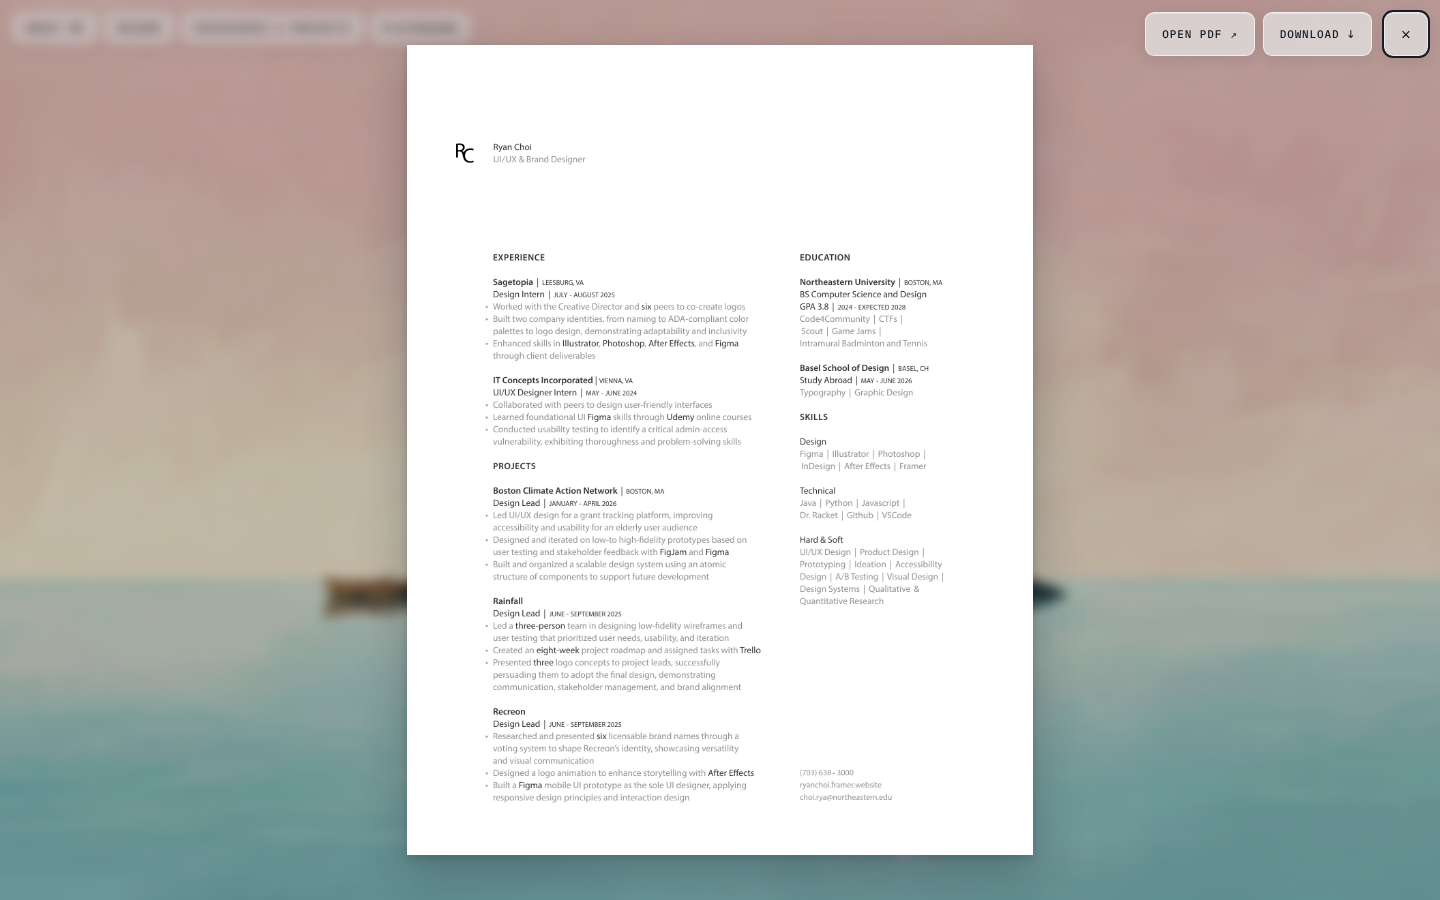 OPEN PDF ↗
DOWNLOAD ↓
×
RC
Ryan Choi
UI/UX & Brand Designer
EXPERIENCE
Sagetopia | LEESBURG, VA
Design Intern | JULY - AUGUST 2025
• Worked with the Creative Director and six peers to co-create logos
• Built two company identities, from naming to ADA-compliant color
palettes to logo design, demonstrating adaptability and inclusivity
• Enhanced skills in Illustrator, Photoshop, After Effects, and Figma
through client deliverables
IT Concepts Incorporated | VIENNA, VA
UI/UX Designer Intern | MAY - JUNE 2024
• Collaborated with peers to design user-friendly interfaces
• Learned foundational UI Figma skills through Udemy online courses
• Conducted usability testing to identify a critical admin-access
vulnerability, exhibiting thoroughness and problem-solving skills
PROJECTS
Boston Climate Action Network | BOSTON, MA
Design Lead | JANUARY - APRIL 2026
• Led UI/UX design for a grant tracking platform, improving
accessibility and usability for an elderly user audience
• Designed and iterated on low-to high-fidelity prototypes based on
user testing and stakeholder feedback with FigJam and Figma
• Built and organized a scalable design system using an atomic
structure of components to support future development
Rainfall
Design Lead | JUNE - SEPTEMBER 2025
• Led a three-person team in designing low-fidelity wireframes and
user testing that prioritized user needs, usability, and iteration
• Created an eight-week project roadmap and assigned tasks with Trello
• Presented three logo concepts to project leads, successfully
persuading them to adopt the final design, demonstrating
communication, stakeholder management, and brand alignment
Recreon
Design Lead | JUNE - SEPTEMBER 2025
• Researched and presented six licensable brand names through a
voting system to shape Recreon's identity, showcasing versatility
and visual communication
• Designed a logo animation to enhance storytelling with After Effects
• Built a Figma mobile UI prototype as the sole UI designer, applying
responsive design principles and interaction design
EDUCATION
Northeastern University | BOSTON, MA
BS Computer Science and Design
GPA 3.8 | 2024 - EXPECTED 2028
Code4Community | CTFs |
Scout | Game Jams |
Intramural Badminton and Tennis
Basel School of Design | BASEL, CH
Study Abroad | MAY - JUNE 2026
Typography | Graphic Design
SKILLS
Design
Figma | Illustrator | Photoshop |
InDesign | After Effects | Framer
Technical
Java | Python | Javascript |
Dr. Racket | Github | VSCode
Hard & Soft
UI/UX Design | Product Design |
Prototyping | Ideation | Accessibility
Design | A/B Testing | Visual Design |
Design Systems | Qualitative &
Quantitative Research
(703) 638 • 3000
ryanchoi.framer.website
choi.rya@northeastern.edu